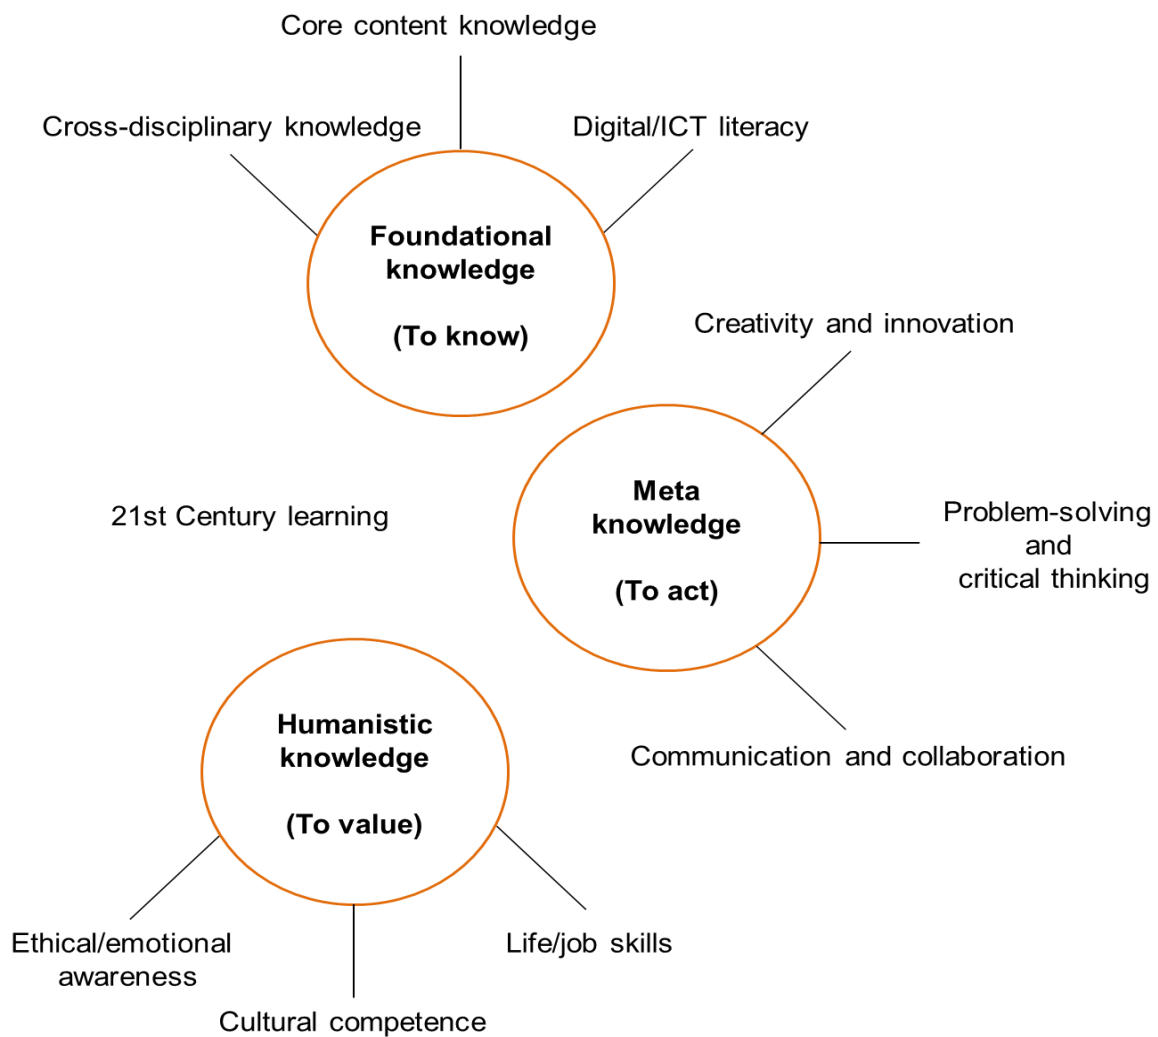 Core content knowledge
Cross-disciplinary knowledge
Digital/ICT literacy
Foundational
knowledge
(To know)
Creativity and innovation
Meta
knowledge
(To act)
21st Century learning
Problem-solving
and
critical thinking
Communication and collaboration
Humanistic
knowledge
(To value)
Ethical/emotional
awareness
Life/job skills
Cultural competence